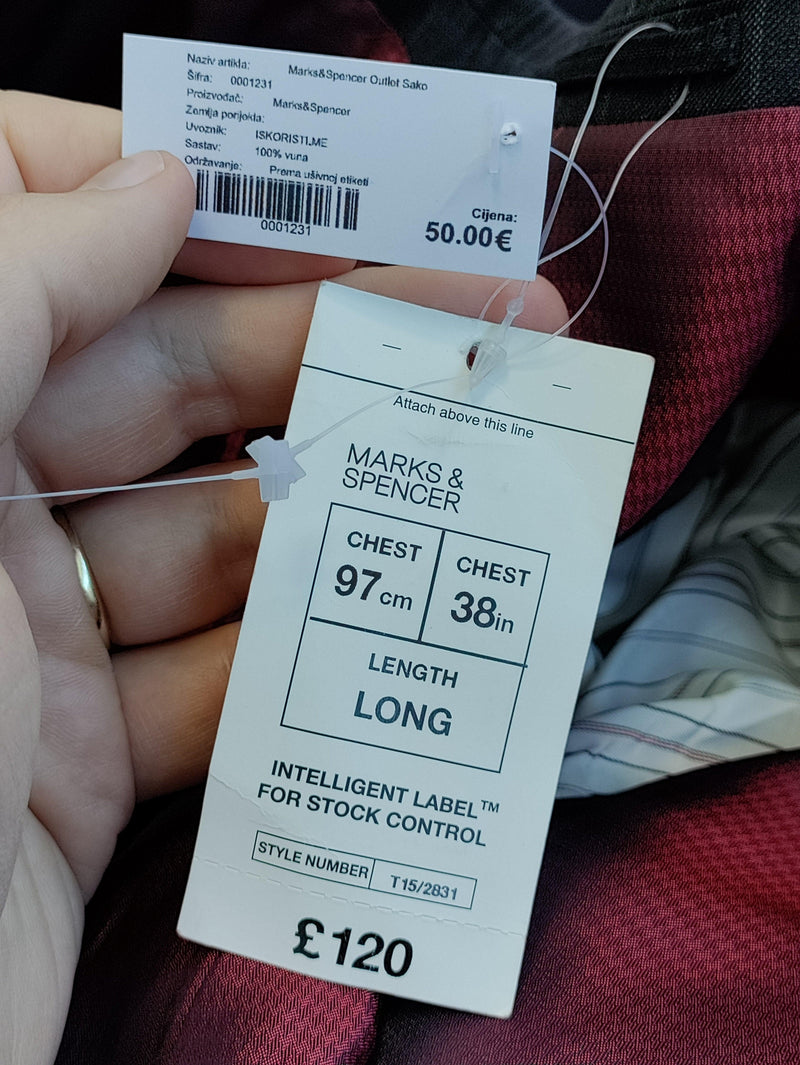 Naziv artikla: Marks&Spencer Outlet Sako
Šifra: 0001231
Proizvođač: Marks&Spencer
Zemlja porijekla:
Uvoznik: ISKORISTI.ME
Sastav: 100% vuna
Održavanje: Prema ušivnoj etiketi
0001231
Cijena:
50.00€
Attach above this line
MARKS &
SPENCER
CHEST
97cm
CHEST
38in
LENGTH
LONG
INTELLIGENT LABEL™
FOR STOCK CONTROL
STYLE NUMBER T15/2831
£120